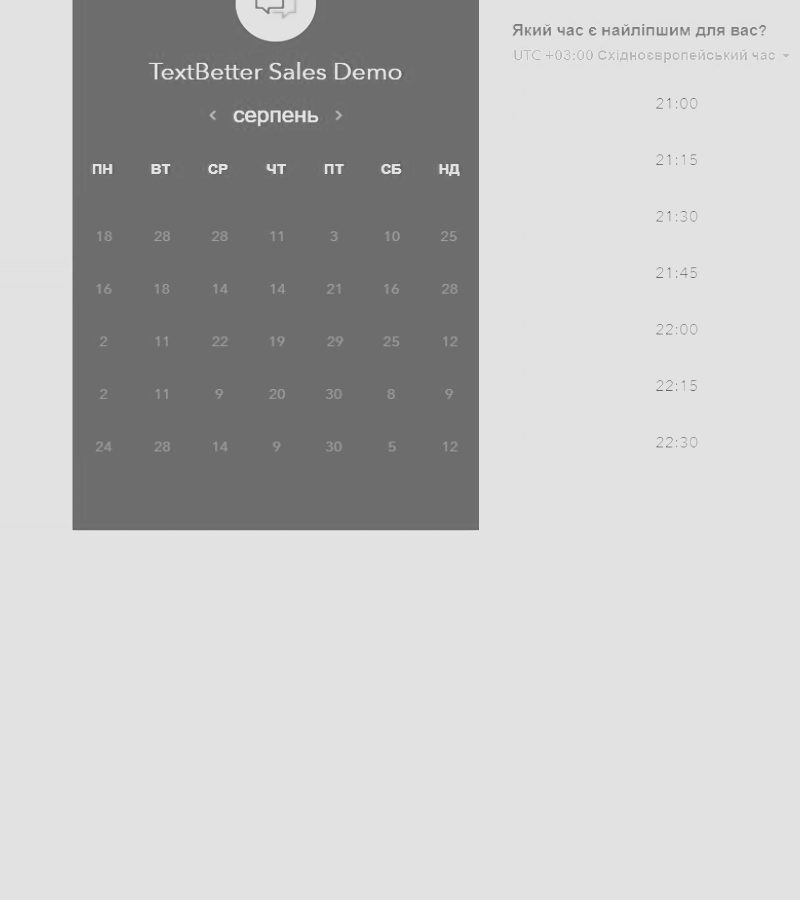 TextBetter Sales Demo
серпень
ПН ВТ СР ЧТ ПТ СБ НД
18 28 28 11 3 10 25
16 18 14 14 21 16 28
2 11 22 19 29 25 12
2 11 9 20 30 8 9
24 28 14 9 30 5 12
Який час є найліпшим для вас?
UTC +03:00 Східноєвропейський час
21:00
21:15
21:30
21:45
22:00
22:15
22:30